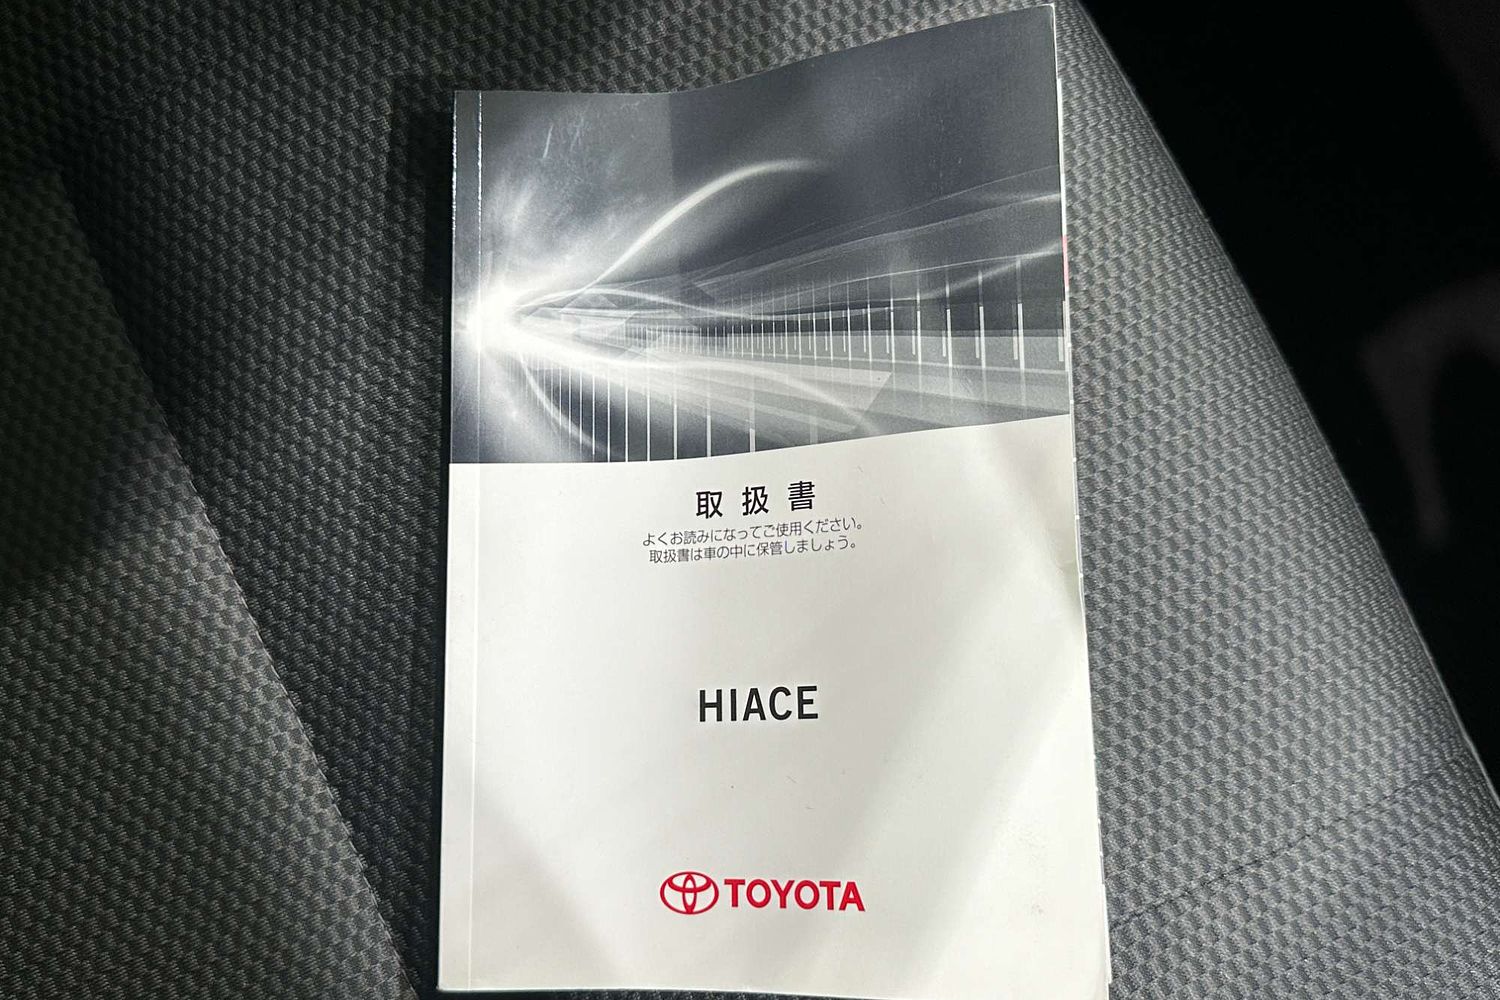 取扱書
よくお読みになってご使用ください。
取扱書は車の中に保管しましょう。
HIACE
TOYOTA